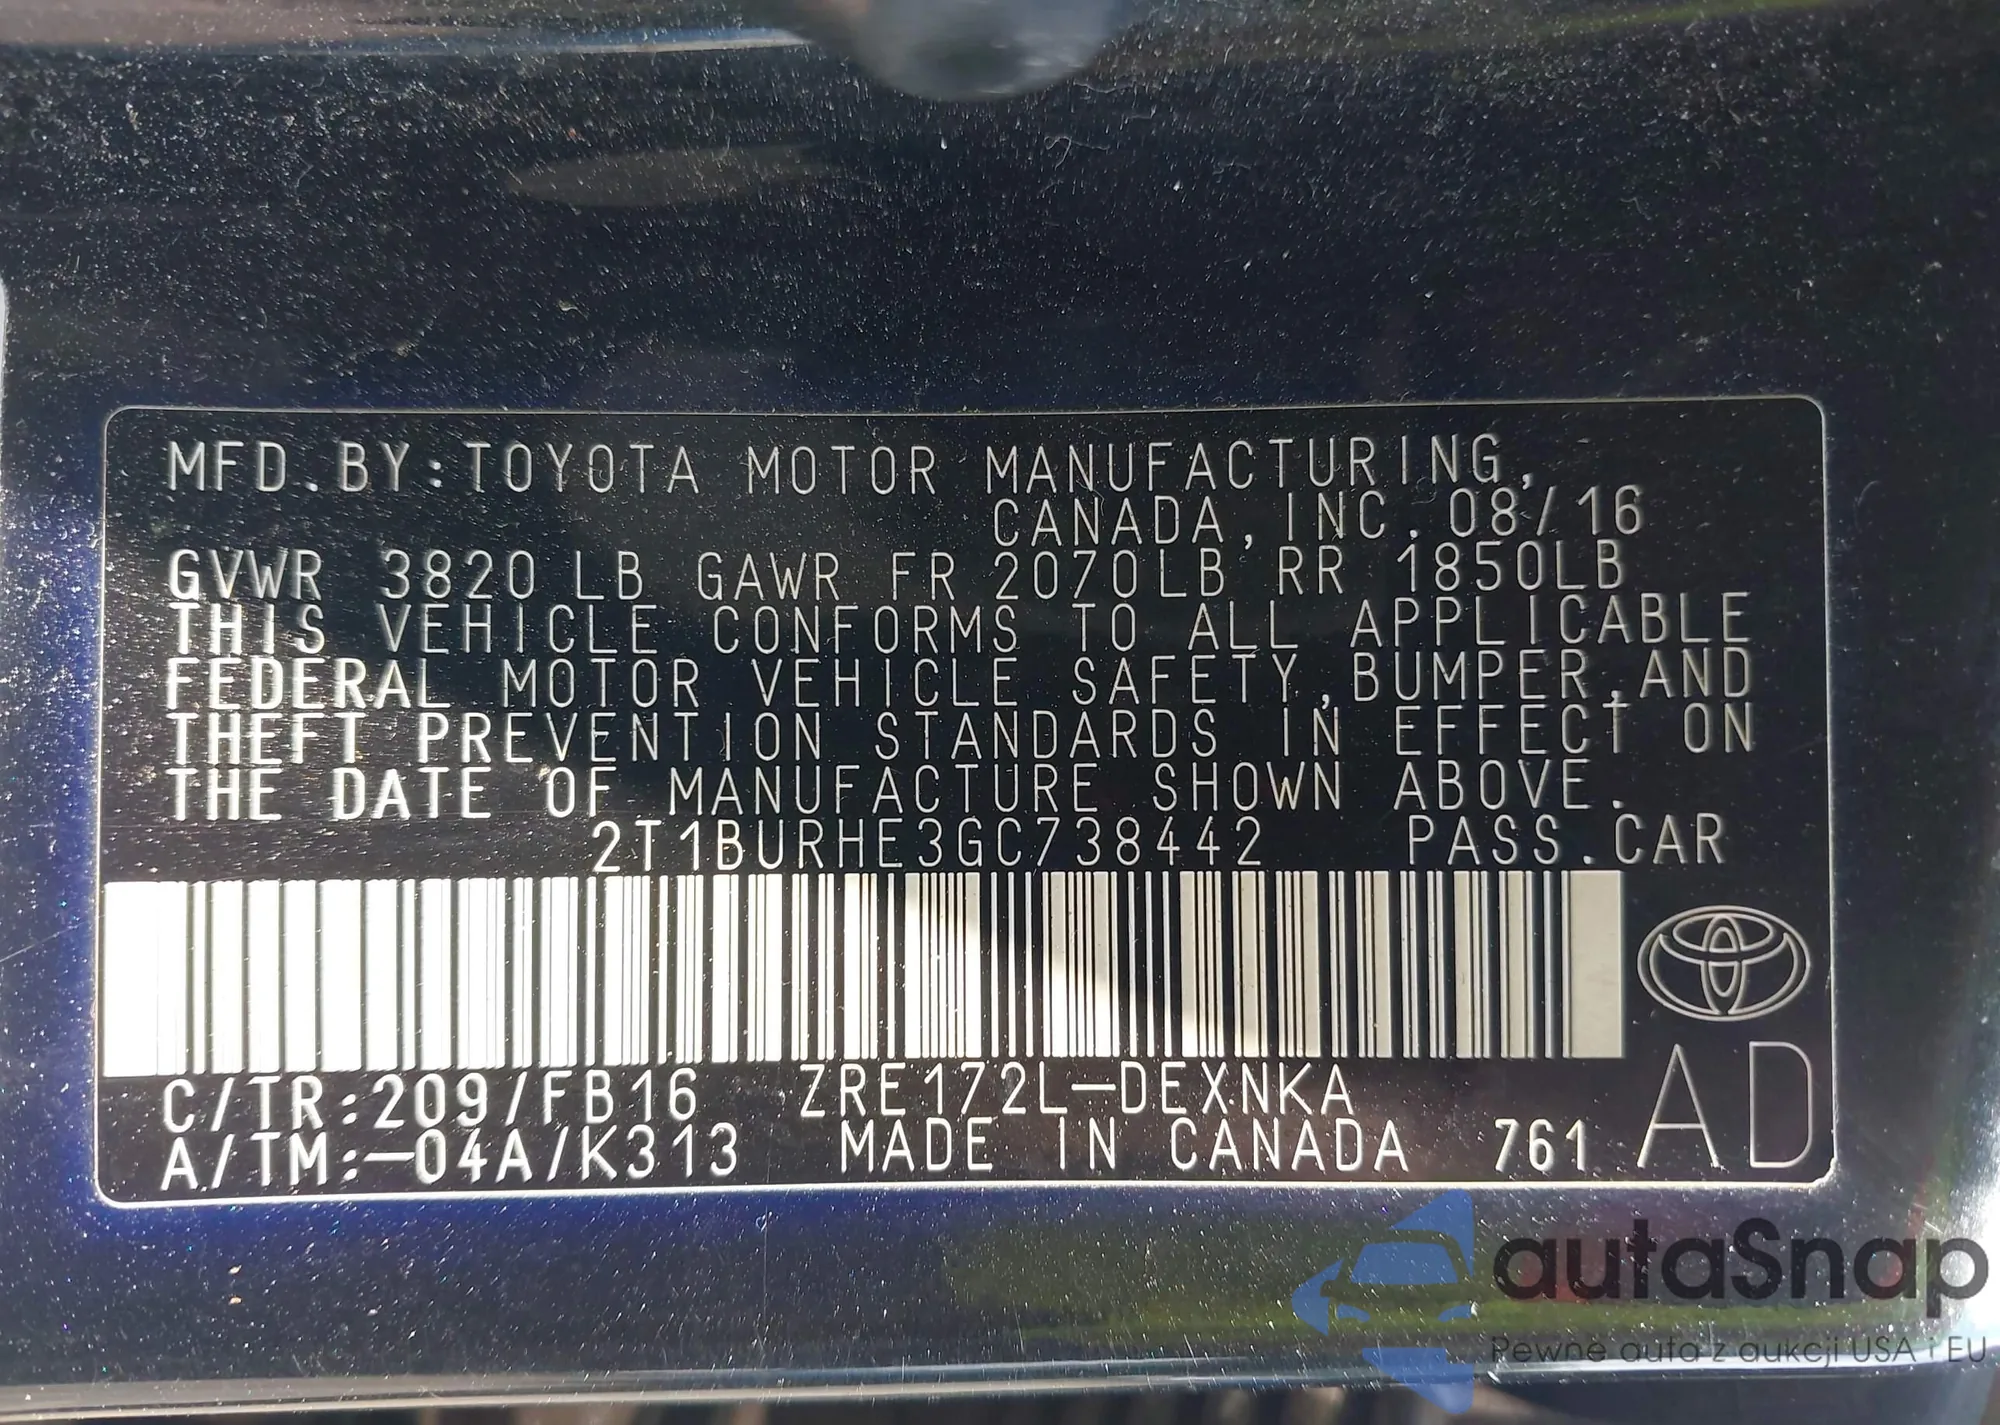 MFD.BY:TOYOTA MOTOR MANUFACTURING,
CANADA,INC.08/16
GVWR 3820LB GAWR FR 2070LB RR 1850LB
THIS VEHICLE CONFORMS TO ALL APPLICABLE
FEDERAL MOTOR VEHICLE SAFETY,BUMPER,AND
THEFT PREVENTION STANDARDS IN EFFECT ON
THE DATE OF MANUFACTURE SHOWN ABOVE.
2T1BURHE3GC738442 PASS.CAR
C/TR:209/FB16 ZRE172L-DEXNKA
A/TM:-04A/K313 MADE IN CANADA 761 AD
autaSnap
Pewne auta z aukcji USA i EU